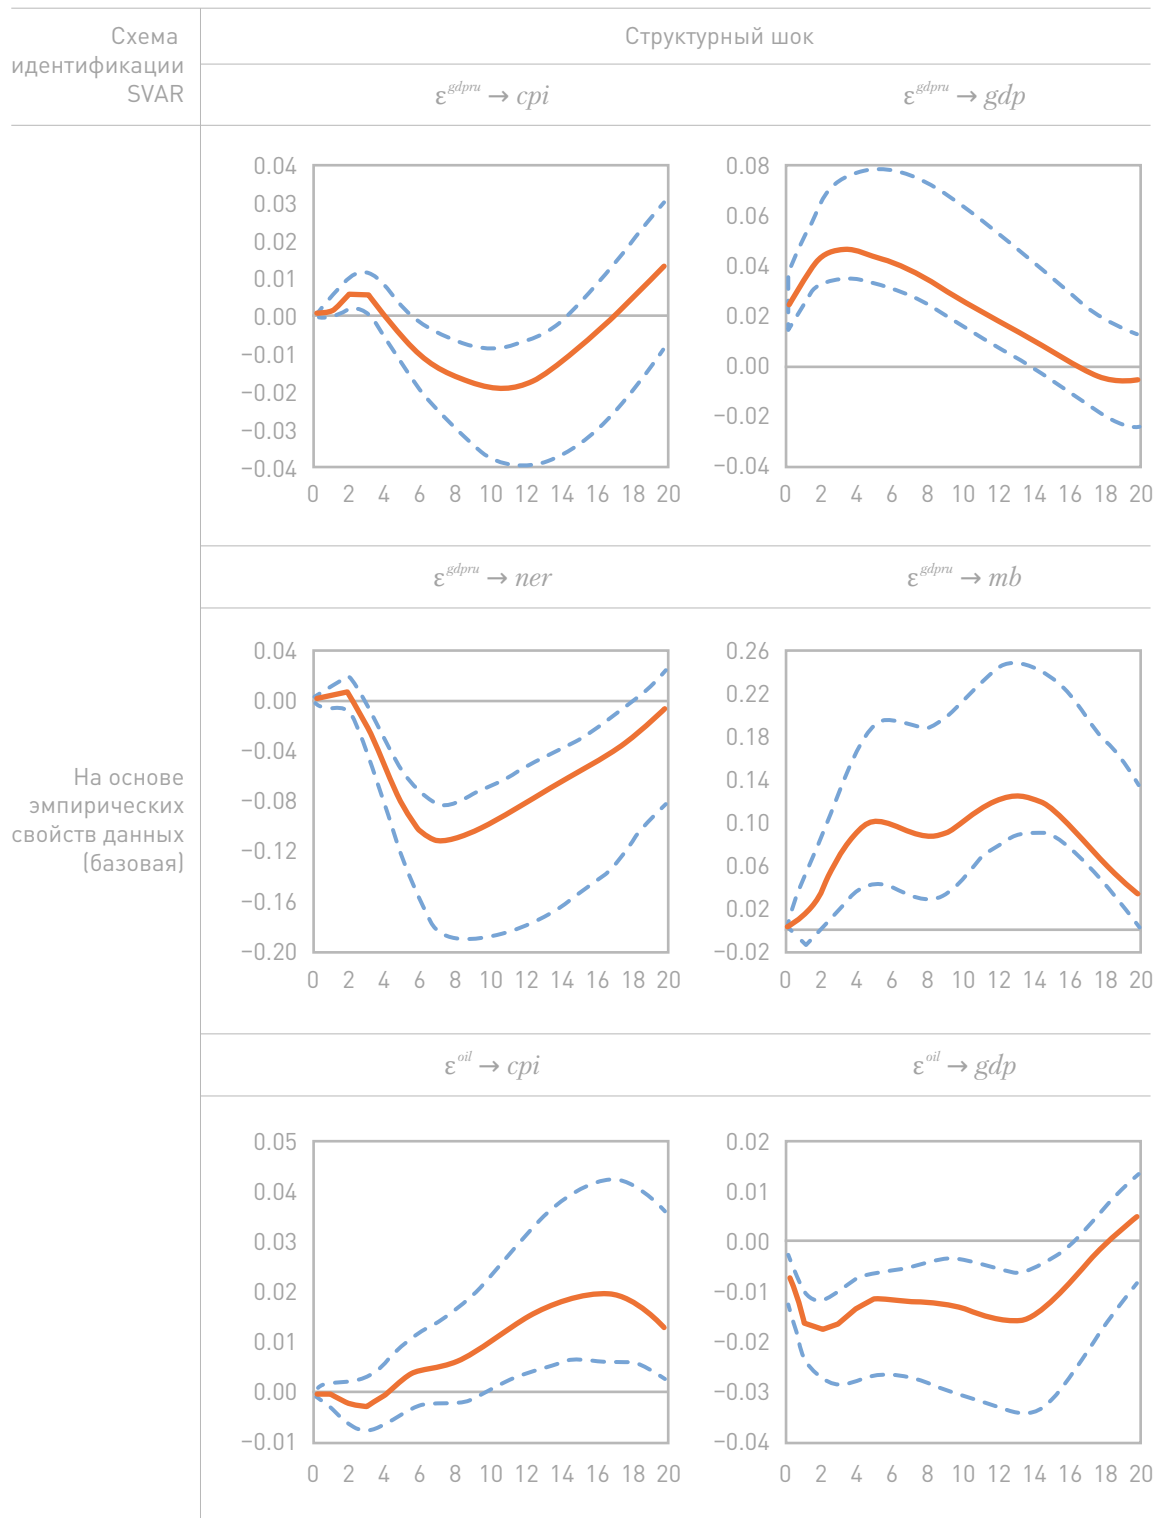 Схема
идентификации
SVAR
Структурный шок
ε^gdpru → cpi
ε^gdpru → gdp
0.04
0.03
0.02
0.01
0.00
−0.01
−0.02
−0.03
−0.04
0 2 4 6 8 10 12 14 16 18 20
0.08
0.06
0.04
0.02
0.00
−0.02
−0.04
0 2 4 6 8 10 12 14 16 18 20
На основе
эмпирических
свойств данных
(базовая)
ε^gdpru → ner
ε^gdpru → mb
0.04
0.00
−0.04
−0.08
−0.12
−0.16
−0.20
0 2 4 6 8 10 12 14 16 18 20
0.26
0.22
0.18
0.14
0.10
0.06
0.02
−0.02
0 2 4 6 8 10 12 14 16 18 20
ε^oil → cpi
ε^oil → gdp
0.05
0.04
0.03
0.02
0.01
0.00
−0.01
0 2 4 6 8 10 12 14 16 18 20
0.02
0.01
0.00
−0.01
−0.02
−0.03
−0.04
0 2 4 6 8 10 12 14 16 18 20